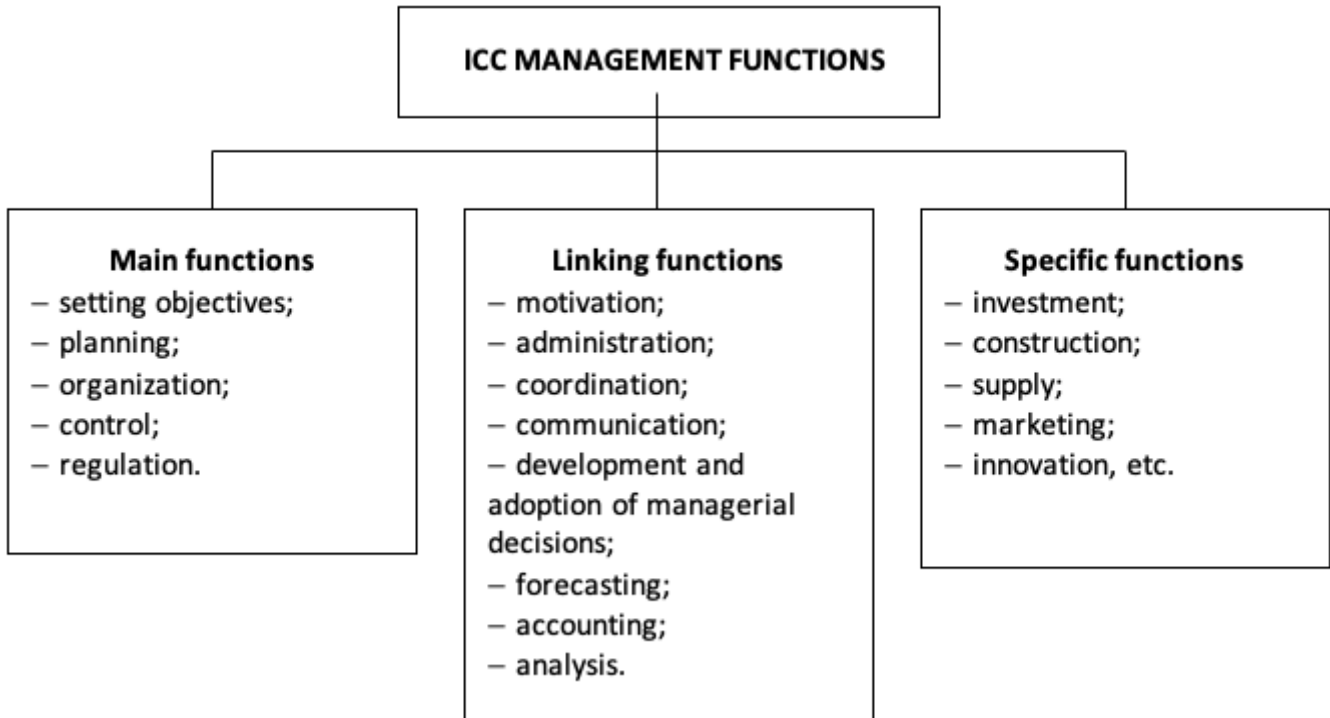 ICC MANAGEMENT FUNCTIONS
Main functions
– setting objectives;
– planning;
– organization;
– control;
– regulation.
Linking functions
– motivation;
– administration;
– coordination;
– communication;
– development and
adoption of managerial
decisions;
– forecasting;
– accounting;
– analysis.
Specific functions
– investment;
– construction;
– supply;
– marketing;
– innovation, etc.